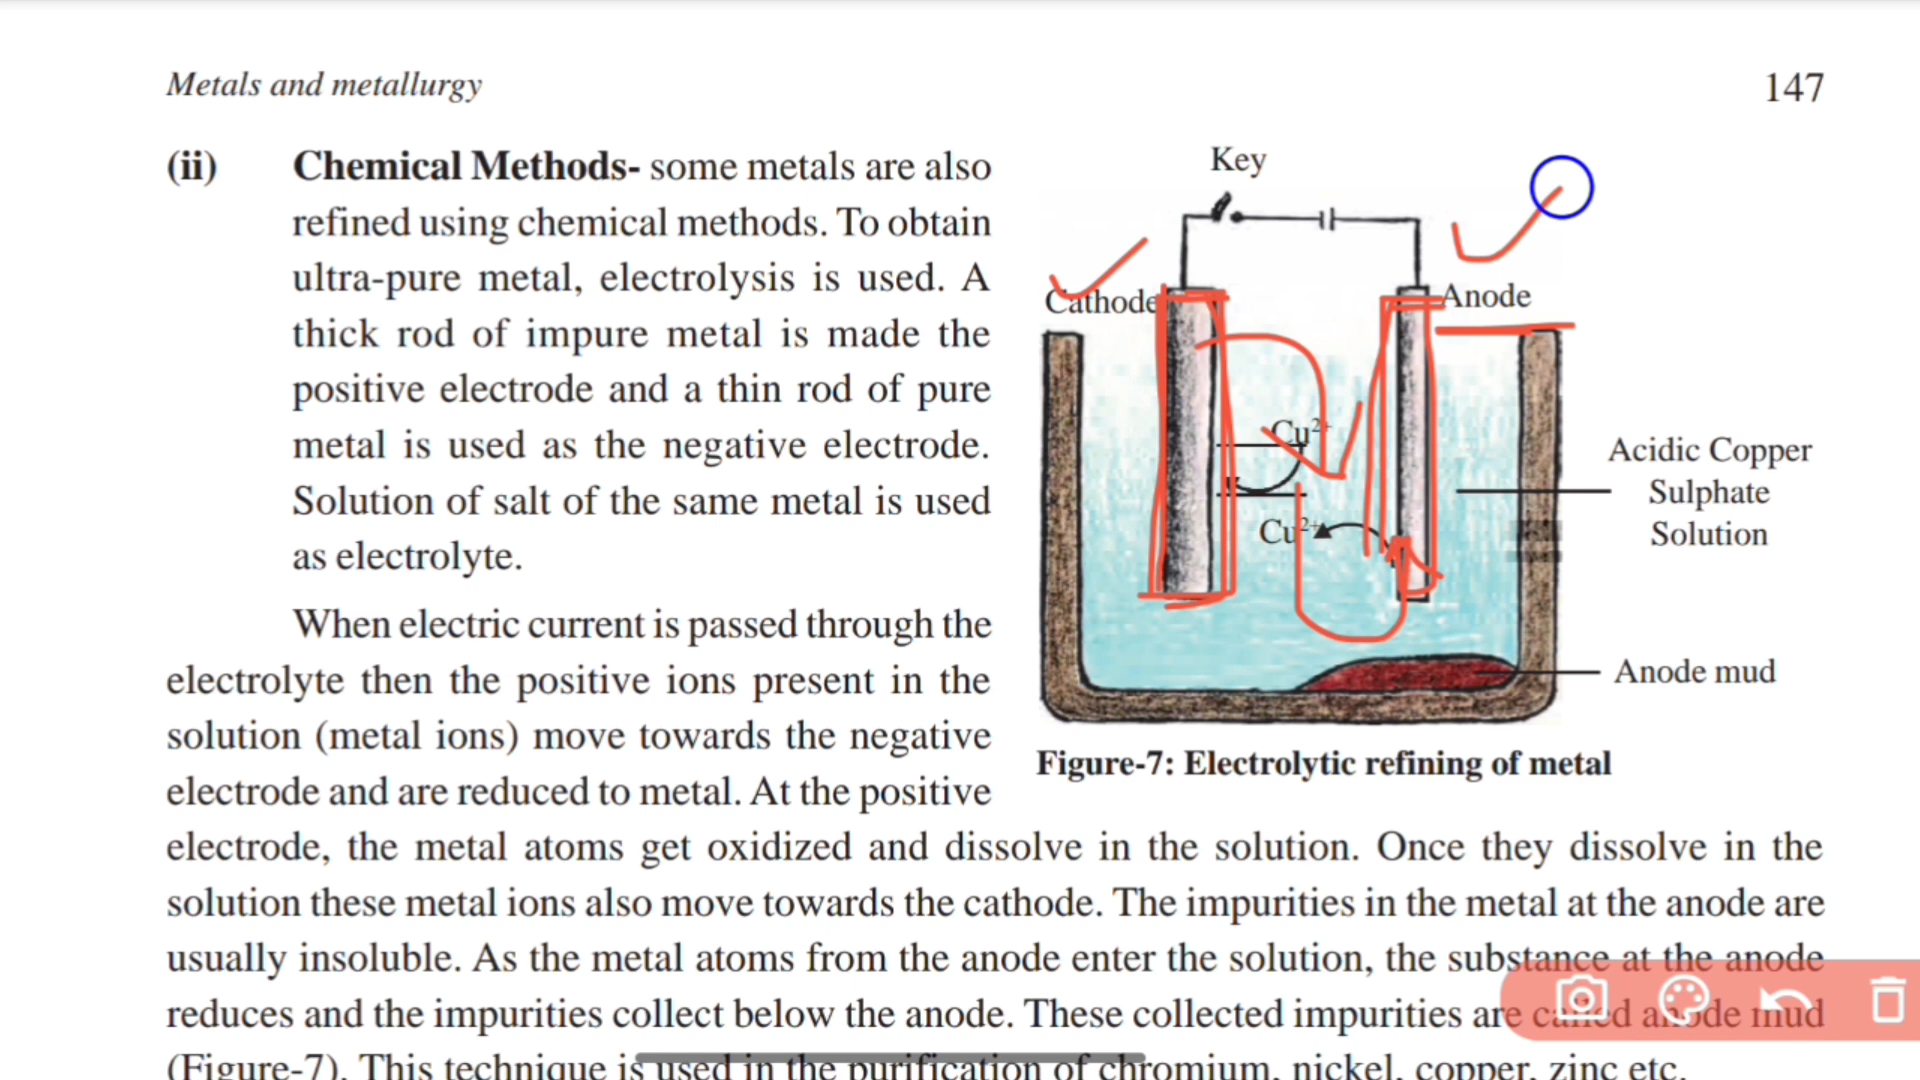 Metals and metallurgy
147
(ii) Chemical Methods- some metals are also
refined using chemical methods. To obtain
ultra-pure metal, electrolysis is used. A
thick rod of impure metal is made the
positive electrode and a thin rod of pure
metal is used as the negative electrode.
Solution of salt of the same metal is used
as electrolyte.
When electric current is passed through the
electrolyte then the positive ions present in the
solution (metal ions) move towards the negative
electrode and are reduced to metal. At the positive
Key
Cathode
Anode
Cu²⁺
Cu²⁺
Acidic Copper
Sulphate
Solution
Anode mud
Figure-7: Electrolytic refining of metal
electrode, the metal atoms get oxidized and dissolve in the solution. Once they dissolve in the
solution these metal ions also move towards the cathode. The impurities in the metal at the anode are
usually insoluble. As the metal atoms from the anode enter the solution, the substance at the anode
reduces and the impurities collect below the anode. These collected impurities are called anode mud
(Figure-7). This technique is used in the purification of chromium, nickel, copper, zinc etc.